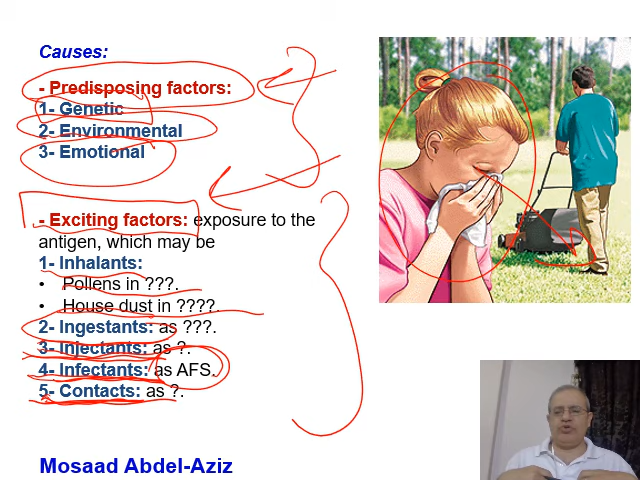 Causes:
- Predisposing factors:
1- Genetic
2- Environmental
3- Emotional
- Exciting factors: exposure to the
antigen, which may be
1- Inhalants:
• Pollens in ???.
• House dust in ????.
2- Ingestants: as ???.
3- Injectants: as ?.
4- Infectants: as AFS.
5- Contacts: as ?.
Mosaad Abdel-Aziz